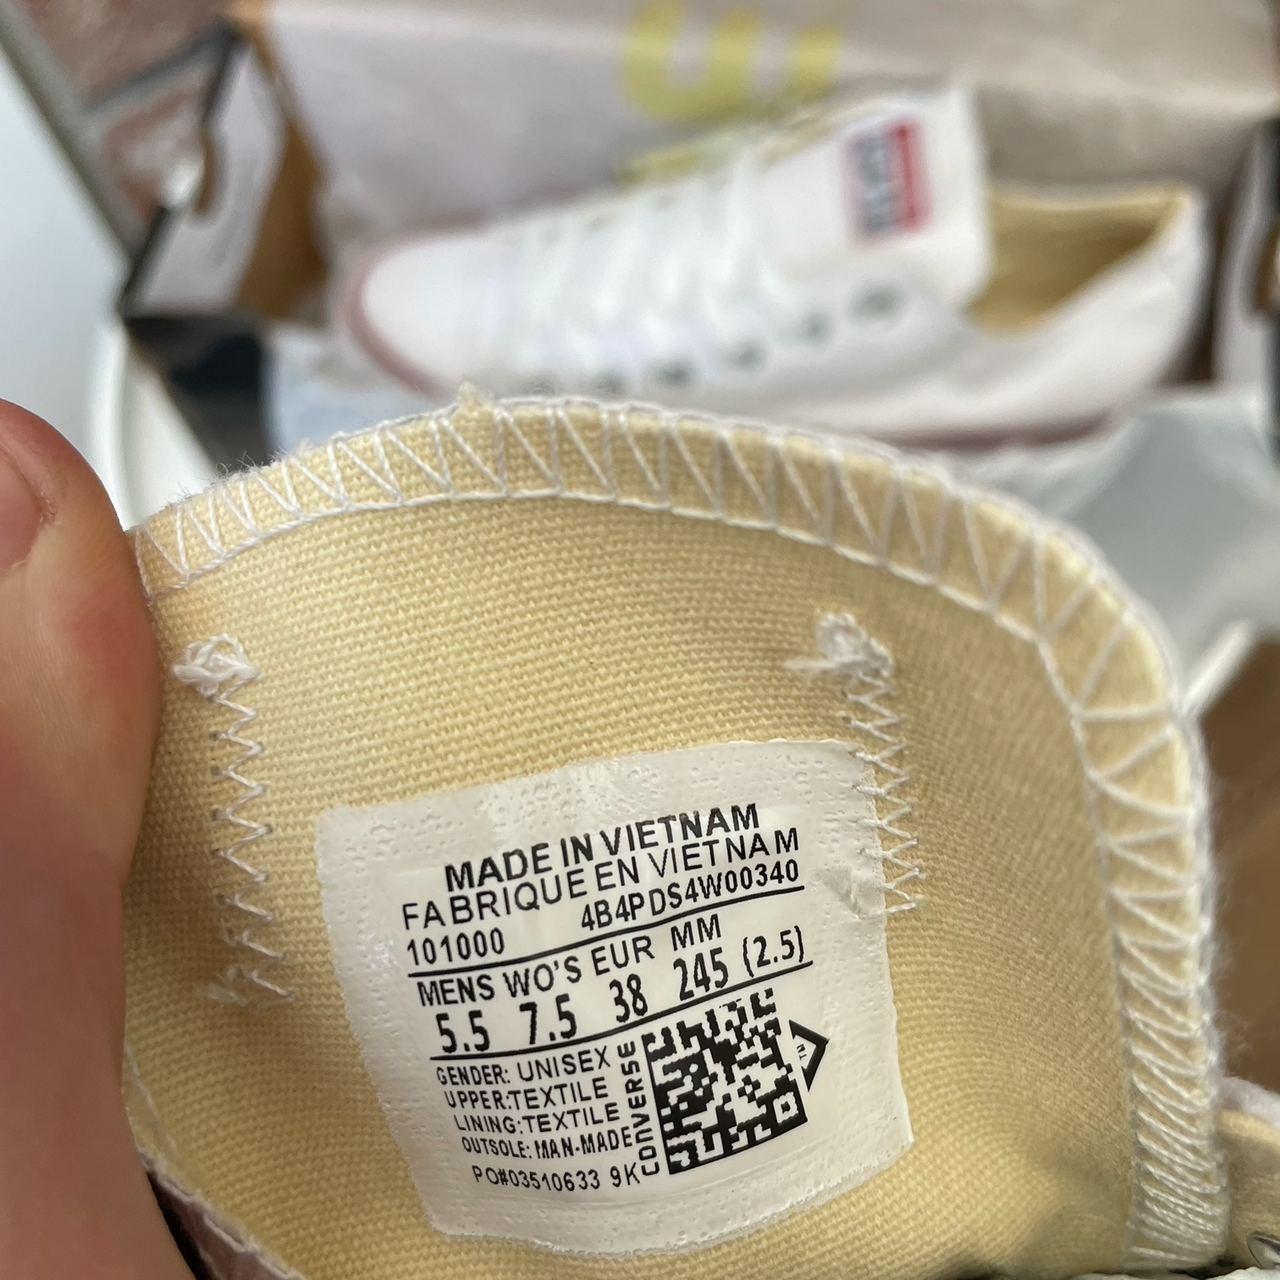 MADE IN VIETNAM
FABRIQUE EN VIETNAM
101000 4B4PDS4W00340
MENS WO'S EUR MM
5.5 7.5 38 245 (2.5)
GENDER: UNISEX
UPPER:TEXTILE
LINING:TEXTILE
OUTSOLE: MAN-MADE
PO#03510633 9K
CONVERSE